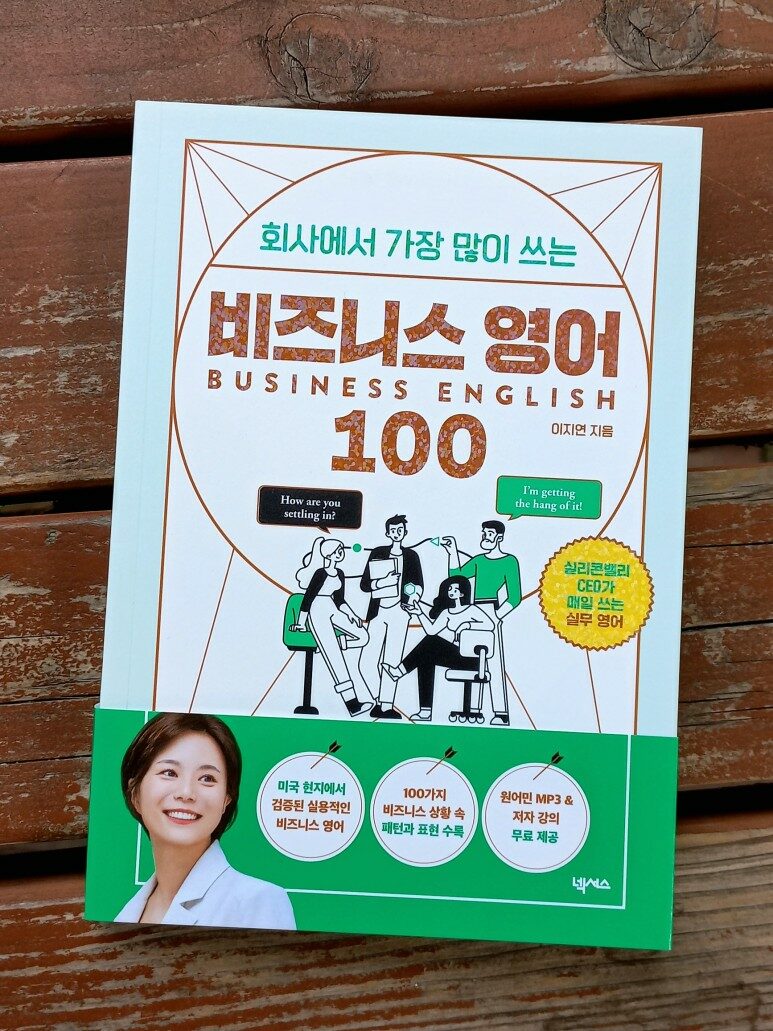 회사에서 가장 많이 쓰는
비즈니스 영어
BUSINESS ENGLISH
100
이지연 지음
How are you
settling in?
I'm getting
the hang of it!
실리콘밸리
CEO가
매일 쓰는
실무 영어
미국 현지에서
검증된 실용적인
비즈니스 영어
100가지
비즈니스 상황 속
패턴과 표현 수록
원어민 MP3 &
저자 강의
무료 제공
넥서스